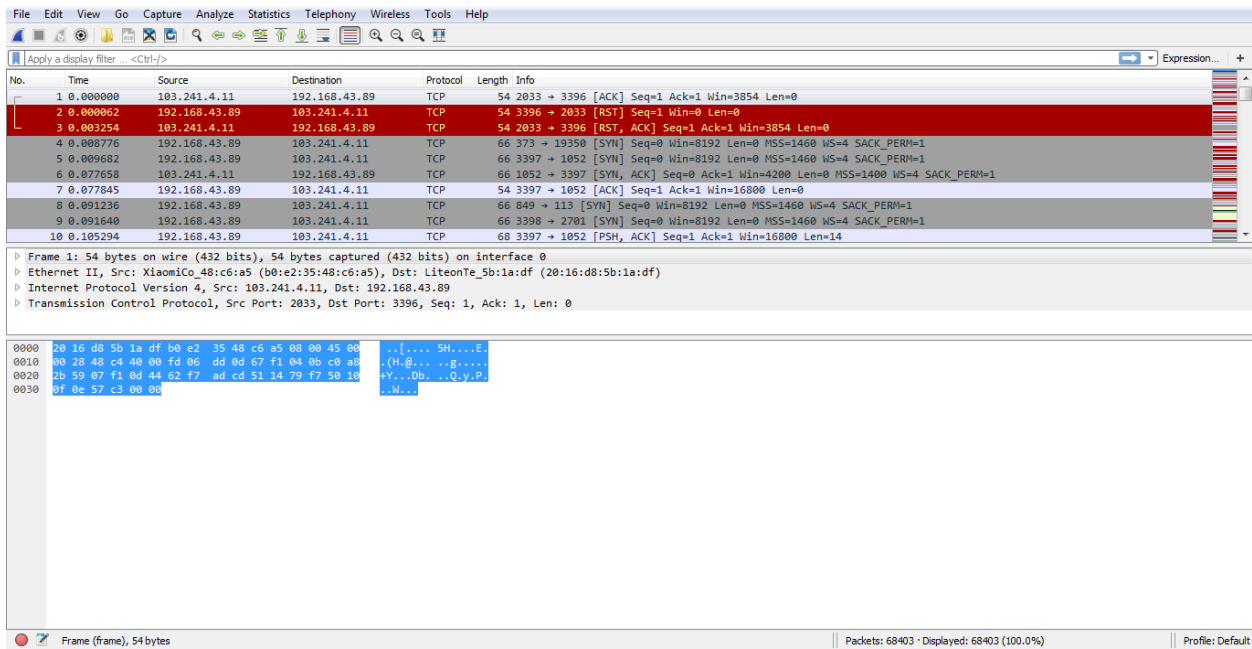 File Edit View Go Capture Analyze Statistics Telephony Wireless Tools Help
Apply a display filter ... <Ctrl-/> Expression... +
No. Time Source Destination Protocol Length Info
1 0.000000 103.241.4.11 192.168.43.89 TCP 54 2033 → 3396 [ACK] Seq=1 Ack=1 Win=3854 Len=0
2 0.000062 192.168.43.89 103.241.4.11 TCP 54 3396 → 2033 [RST] Seq=1 Win=0 Len=0
3 0.003254 103.241.4.11 192.168.43.89 TCP 54 2033 → 3396 [RST, ACK] Seq=1 Ack=1 Win=3854 Len=0
4 0.008776 192.168.43.89 103.241.4.11 TCP 66 373 → 19350 [SYN] Seq=0 Win=8192 Len=0 MSS=1460 WS=4 SACK_PERM=1
5 0.009682 192.168.43.89 103.241.4.11 TCP 66 3397 → 1052 [SYN] Seq=0 Win=8192 Len=0 MSS=1460 WS=4 SACK_PERM=1
6 0.077658 103.241.4.11 192.168.43.89 TCP 66 1052 → 3397 [SYN, ACK] Seq=0 Ack=1 Win=4200 Len=0 MSS=1400 WS=4 SACK_PERM=1
7 0.077845 192.168.43.89 103.241.4.11 TCP 54 3397 → 1052 [ACK] Seq=1 Ack=1 Win=16800 Len=0
8 0.091236 192.168.43.89 103.241.4.11 TCP 66 849 → 113 [SYN] Seq=0 Win=8192 Len=0 MSS=1460 WS=4 SACK_PERM=1
9 0.091640 192.168.43.89 103.241.4.11 TCP 66 3398 → 2701 [SYN] Seq=0 Win=8192 Len=0 MSS=1460 WS=4 SACK_PERM=1
10 0.105294 192.168.43.89 103.241.4.11 TCP 68 3397 → 1052 [PSH, ACK] Seq=1 Ack=1 Win=16800 Len=14
Frame 1: 54 bytes on wire (432 bits), 54 bytes captured (432 bits) on interface 0
Ethernet II, Src: XiaomiCo_48:c6:a5 (b0:e2:35:48:c6:a5), Dst: LiteonTe_5b:1a:df (20:16:d8:5b:1a:df)
Internet Protocol Version 4, Src: 103.241.4.11, Dst: 192.168.43.89
Transmission Control Protocol, Src Port: 2033, Dst Port: 3396, Seq: 1, Ack: 1, Len: 0
0000 20 16 d8 5b 1a df b0 e2 35 48 c6 a5 08 00 45 00 ..[.... 5H....E.
0010 00 28 48 c4 40 00 fd 06 dd 0d 67 f1 04 0b c0 a8 .(H.@... ..g.....
0020 2b 59 07 f1 0d 44 62 f7 ad cd 51 14 79 f7 50 10 +Y...Db. ..Q.y.P.
0030 0f 0e 57 c3 00 00 ..W...
Frame (frame), 54 bytes Packets: 68403 · Displayed: 68403 (100.0%) Profile: Default